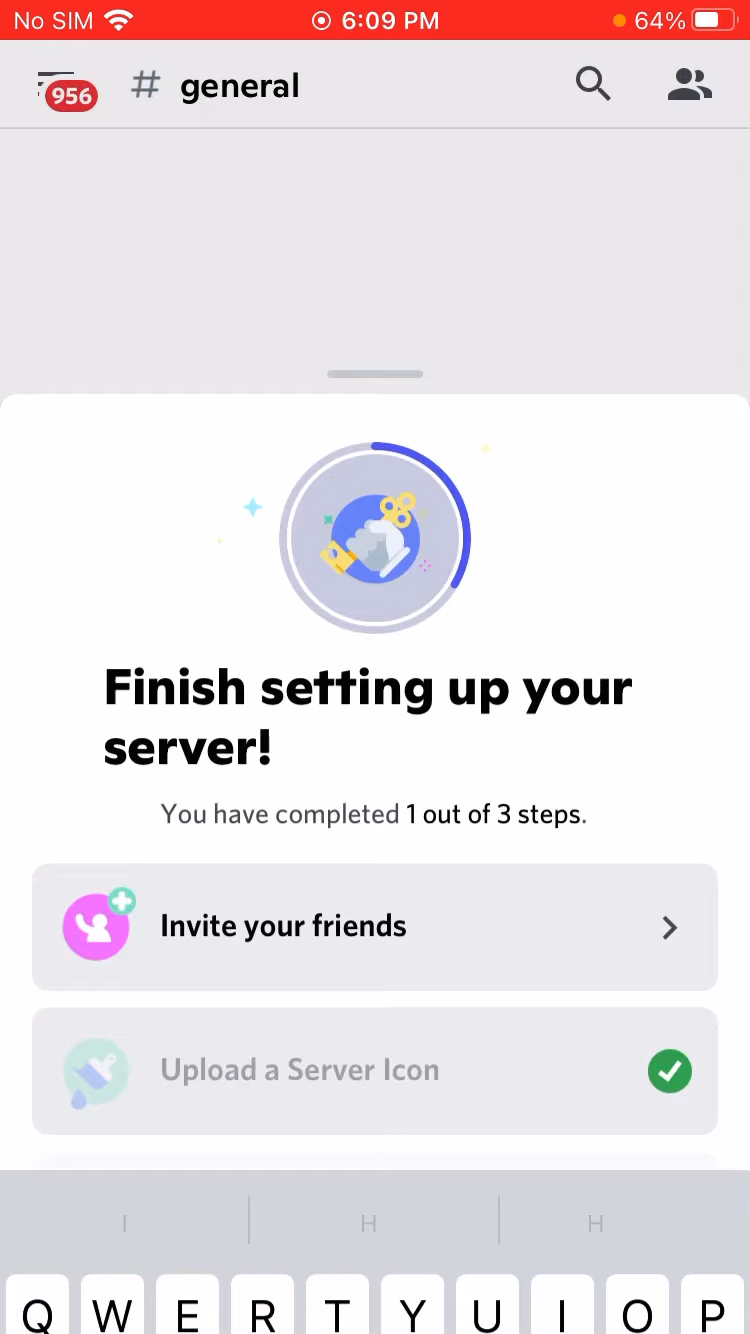 No SIM 6:09 PM 64%
956 # general
Finish setting up your
server!
You have completed 1 out of 3 steps.
Invite your friends
Upload a Server Icon
I H H
Q W E R T Y U I O P